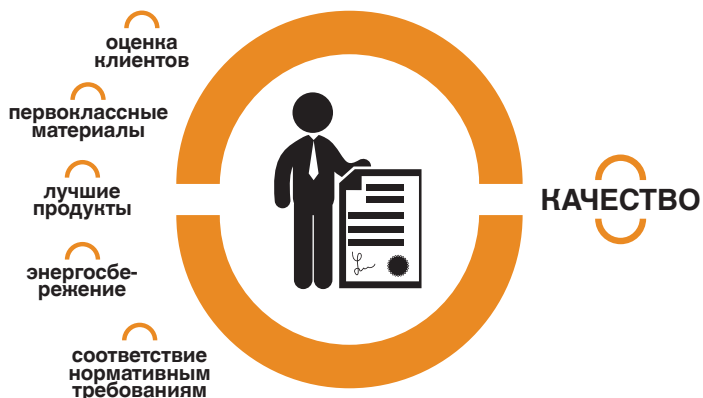 оценка
клиентов
первоклассные
материалы
лучшие
продукты
энергосбе-
режение
соответствие
нормативным
требованиям
КАЧЕСТВО